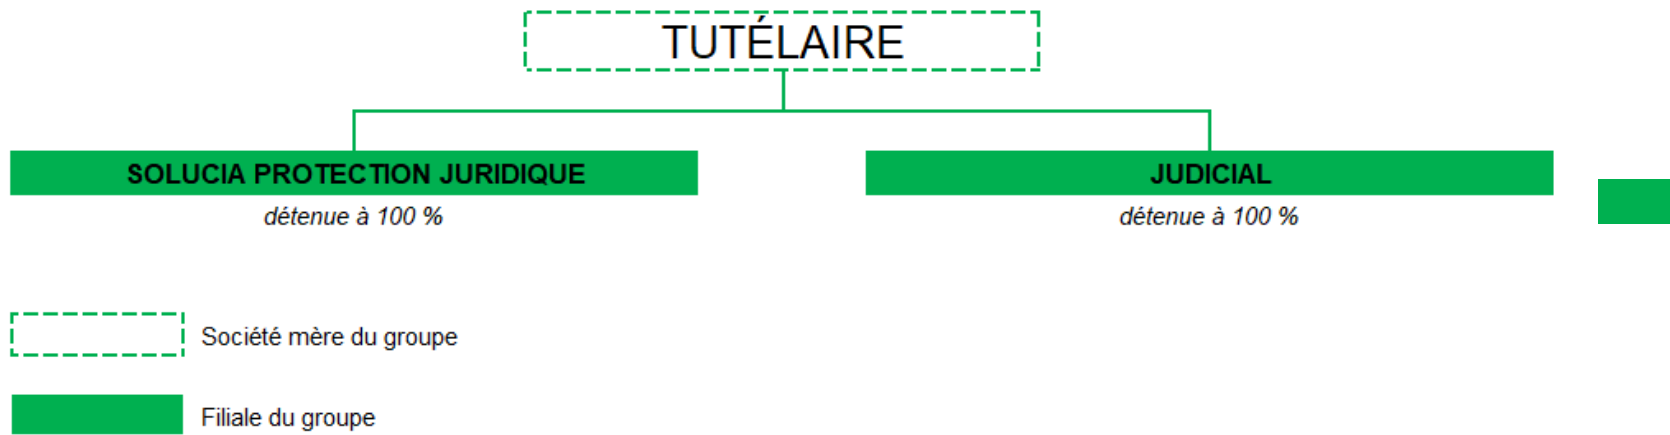 TUTÉLAIRE
SOLUCIA PROTECTION JURIDIQUE
JUDICIAL
détenue à 100 %
détenue à 100 %
Société mère du groupe
Filiale du groupe